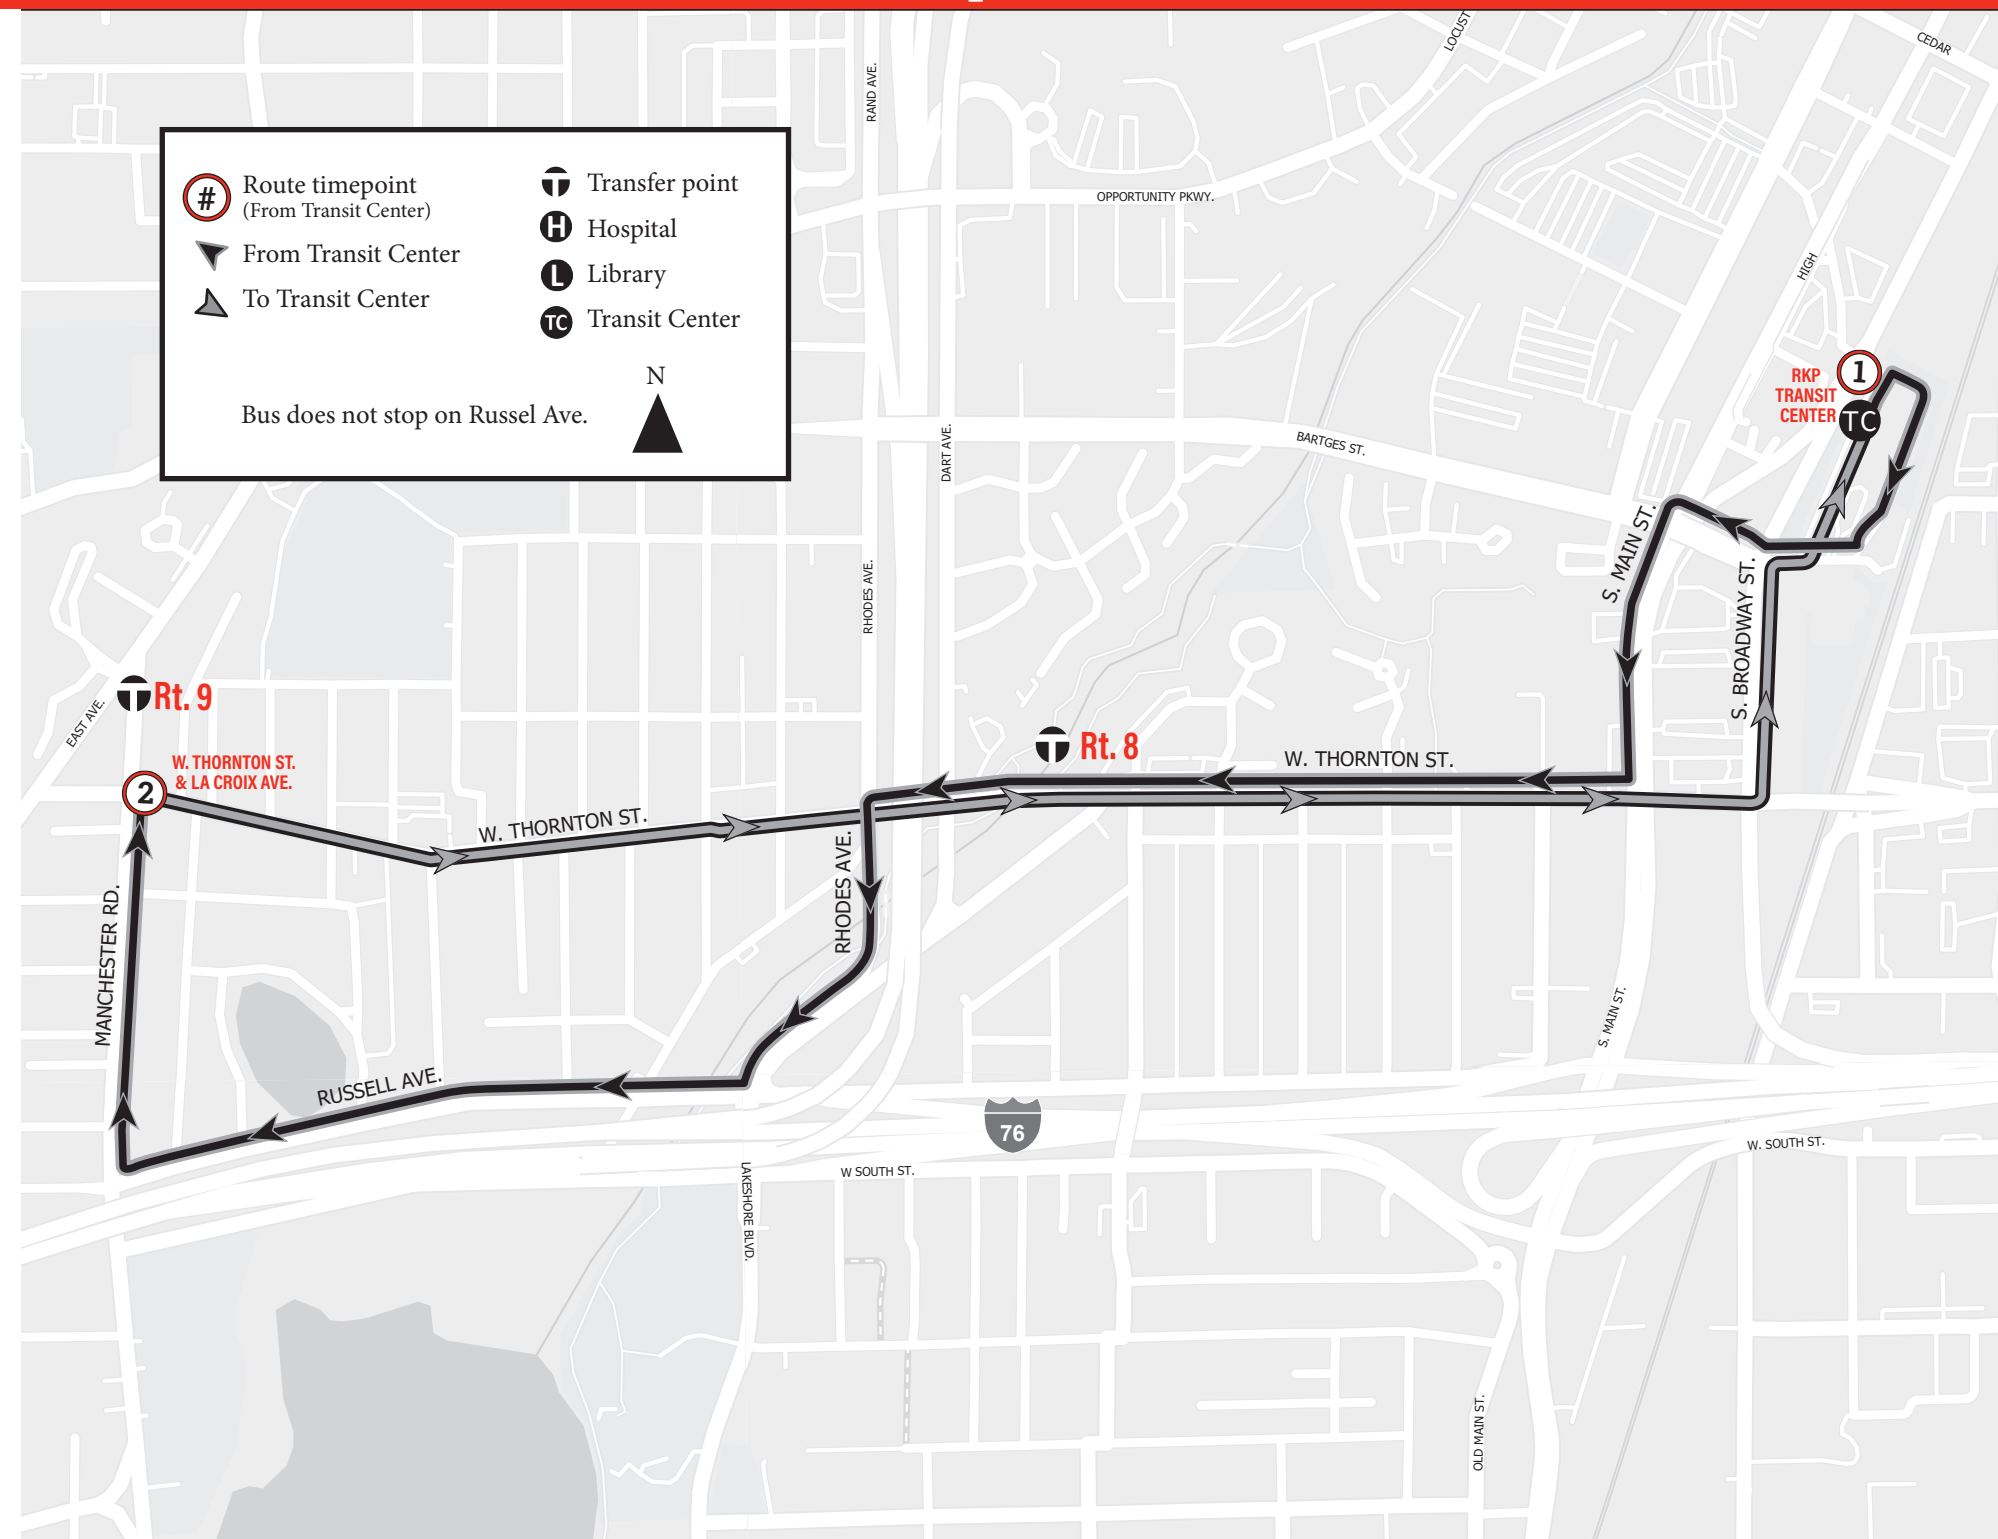 LOCUST
CEDAR
RAND AVE.
#
Route timepoint
(From Transit Center)
From Transit Center
To Transit Center
T
Transfer point
H
Hospital
L
Library
TC
Transit Center
N
Bus does not stop on Russel Ave.
OPPORTUNITY PKWY.
HIGH
1
RKP
TRANSIT
CENTER
TC
DART AVE.
BARTGES ST.
S. MAIN ST.
RHODES AVE.
S. BROADWAY ST.
T
Rt. 9
EAST AVE.
T
Rt. 8
W. THORNTON ST.
W. THORNTON ST.
& LA CROIX AVE.
2
W. THORNTON ST.
RHODES AVE.
MANCHESTER RD.
S. MAIN ST.
RUSSELL AVE.
76
W. SOUTH ST.
W SOUTH ST.
LAKESHORE BLVD.
OLD MAIN ST.